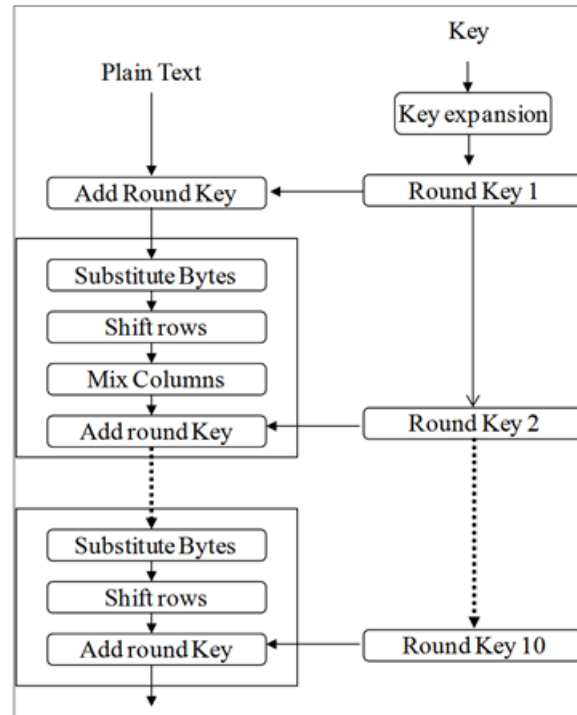 Key
Plain Text
Key expansion
Add Round Key
Round Key 1
Substitute Bytes
Shift rows
Mix Columns
Add round Key
Round Key 2
Substitute Bytes
Shift rows
Add round Key
Round Key 10